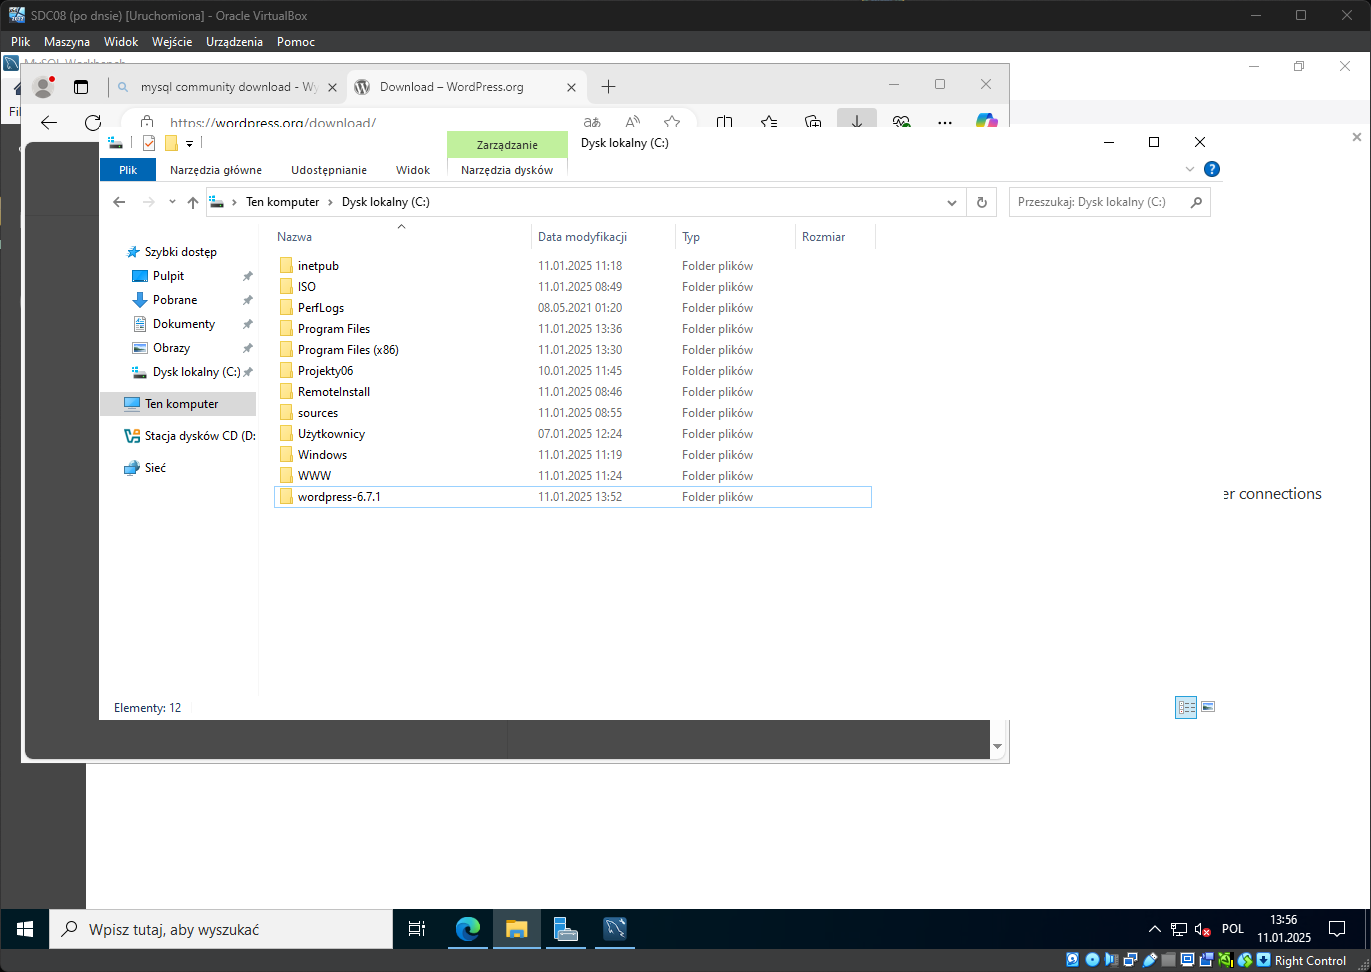 SDC08 (po dnsie) [Uruchomiona] - Oracle VirtualBox
Plik Maszyna Widok Wejście Urządzenia Pomoc
MySQL Workbench
mysql community download - Wy
Download – WordPress.org
Fil
https://wordpress.org/download/
Zarządzanie
Dysk lokalny (C:)
Plik Narzędzia główne Udostępnianie Widok Narzędzia dysków
Ten komputer > Dysk lokalny (C:)
Przeszukaj: Dysk lokalny (C:)
Nazwa Data modyfikacji Typ Rozmiar
Szybki dostęp
Pulpit
Pobrane
Dokumenty
Obrazy
Dysk lokalny (C:)
Ten komputer
Stacja dysków CD (D:
Sieć
inetpub 11.01.2025 11:18 Folder plików
ISO 11.01.2025 08:49 Folder plików
PerfLogs 08.05.2021 01:20 Folder plików
Program Files 11.01.2025 13:36 Folder plików
Program Files (x86) 11.01.2025 13:30 Folder plików
Projekty06 10.01.2025 11:45 Folder plików
RemoteInstall 11.01.2025 08:46 Folder plików
sources 11.01.2025 08:55 Folder plików
Użytkownicy 07.01.2025 12:24 Folder plików
Windows 11.01.2025 11:19 Folder plików
WWW 11.01.2025 11:24 Folder plików
wordpress-6.7.1 11.01.2025 13:52 Folder plików
er connections
Elementy: 12
Wpisz tutaj, aby wyszukać
POL
13:56
11.01.2025
Right Control